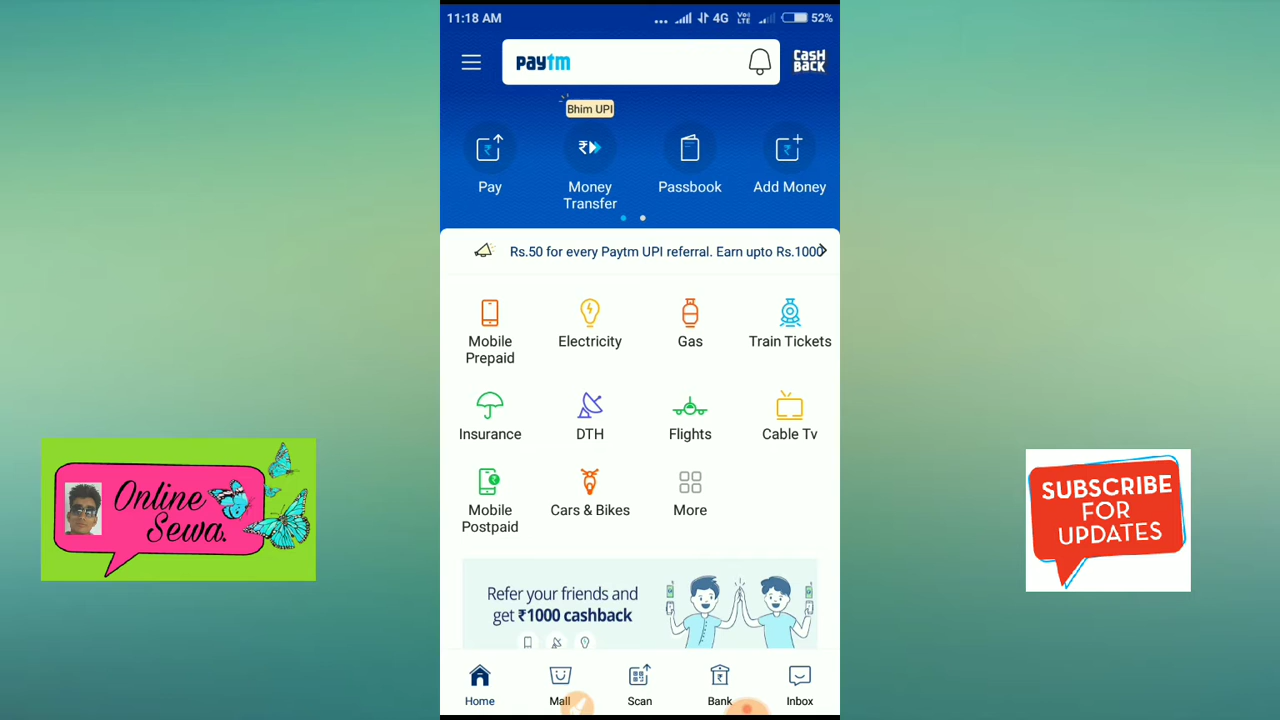 11:18 AM
4G
Vo)
LTE
52%
paytm
CASH
BACK
Bhim UPI
Pay
Money
Transfer
Passbook
Add Money
Rs.50 for every Paytm UPI referral. Earn upto Rs.1000
Mobile
Prepaid
Electricity
Gas
Train Tickets
Insurance
DTH
Flights
Cable Tv
Mobile
Postpaid
Cars & Bikes
More
Refer your friends and
get ₹1000 cashback
Home
Mall
Scan
Bank
Inbox
Online
Sewa.
SUBSCRIBE
FOR
UPDATES